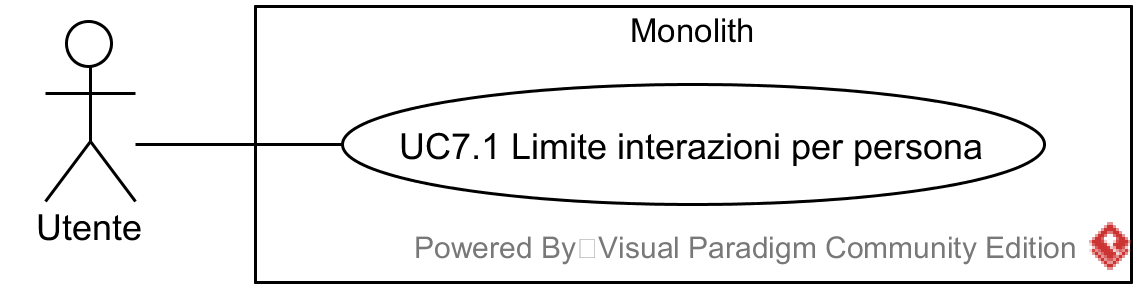 Monolith
UC7.1 Limite interazioni per persona
Utente
Powered By Visual Paradigm Community Edition